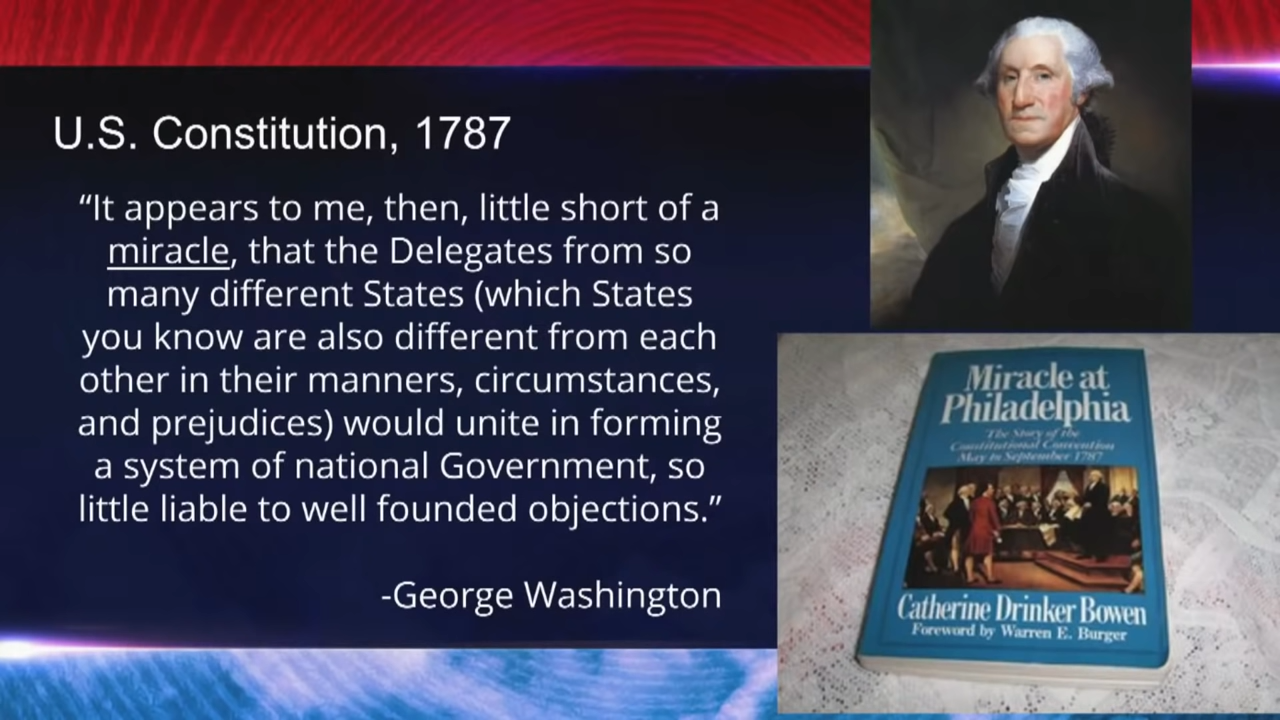 U.S. Constitution, 1787
“It appears to me, then, little short of a
miracle, that the Delegates from so
many different States (which States
you know are also different from each
other in their manners, circumstances,
and prejudices) would unite in forming
a system of national Government, so
little liable to well founded objections.”
-George Washington
Miracle at
Philadelphia
The Story of the
Constitutional Convention
May to September 1787
Catherine Drinker Bowen
Foreword by Warren E. Burger